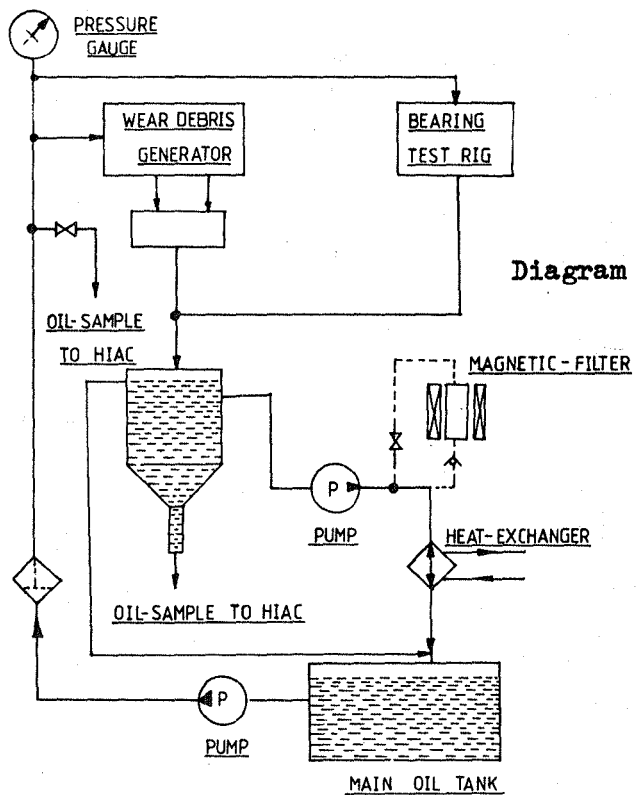 PRESSURE
GAUGE
WEAR DEBRIS
GENERATOR
BEARING
TEST RIG
Diagram
OIL-SAMPLE
TO HIAC
MAGNETIC-FILTER
P
PUMP
HEAT-EXCHANGER
OIL-SAMPLE TO HIAC
P
PUMP
MAIN OIL TANK